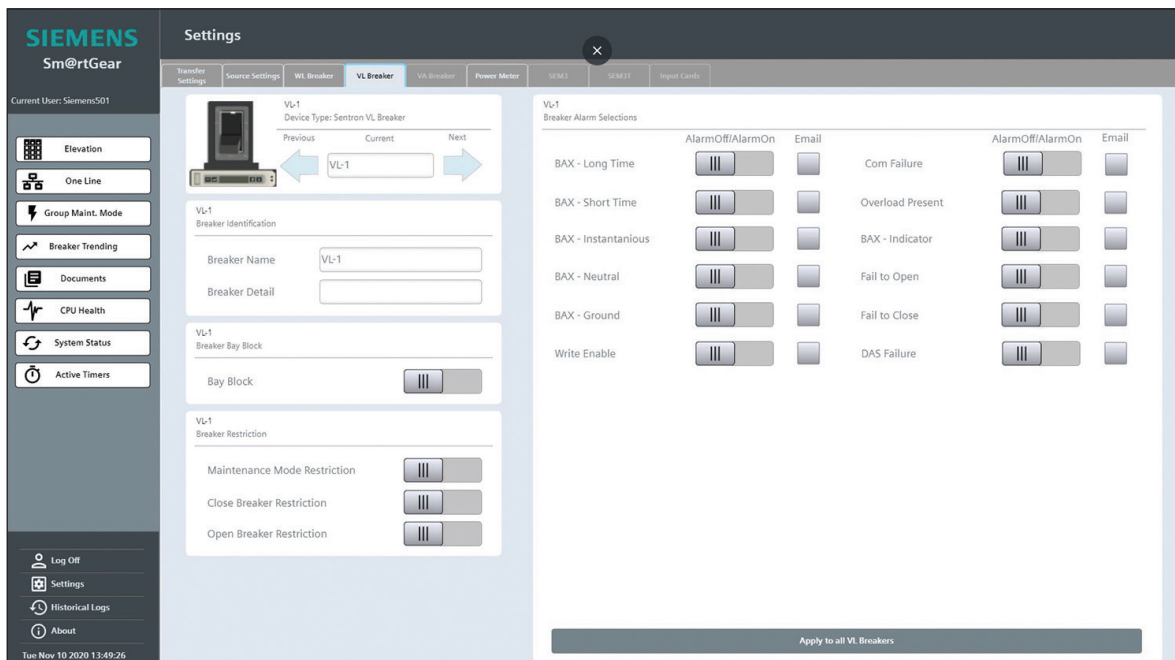 SIEMENS
Sm@rtGear
Current User: Siemens501
Elevation
One Line
Group Maint. Mode
Breaker Trending
Documents
CPU Health
System Status
Active Timers
Log Off
Settings
Historical Logs
About
Tue Nov 10 2020 13:49:26
Settings
Transfer
Settings
Source Settings
WL Breaker
VL Breaker
VA Breaker
Power Meter
SEM3
SEM3T
Input Cards
VL-1
Device Type: Sentron VL Breaker
Previous Current Next
VL-1
VL-1
Breaker Identification
Breaker Name VL-1
Breaker Detail
VL-1
Breaker Bay Block
Bay Block
VL-1
Breaker Restriction
Maintenance Mode Restriction
Close Breaker Restriction
Open Breaker Restriction
VL-1
Breaker Alarm Selections
AlarmOff/AlarmOn Email AlarmOff/AlarmOn Email
BAX - Long Time Com Failure
BAX - Short Time Overload Present
BAX - Instantanious BAX - Indicator
BAX - Neutral Fail to Open
BAX - Ground Fail to Close
Write Enable DAS Failure
Apply to all VL Breakers